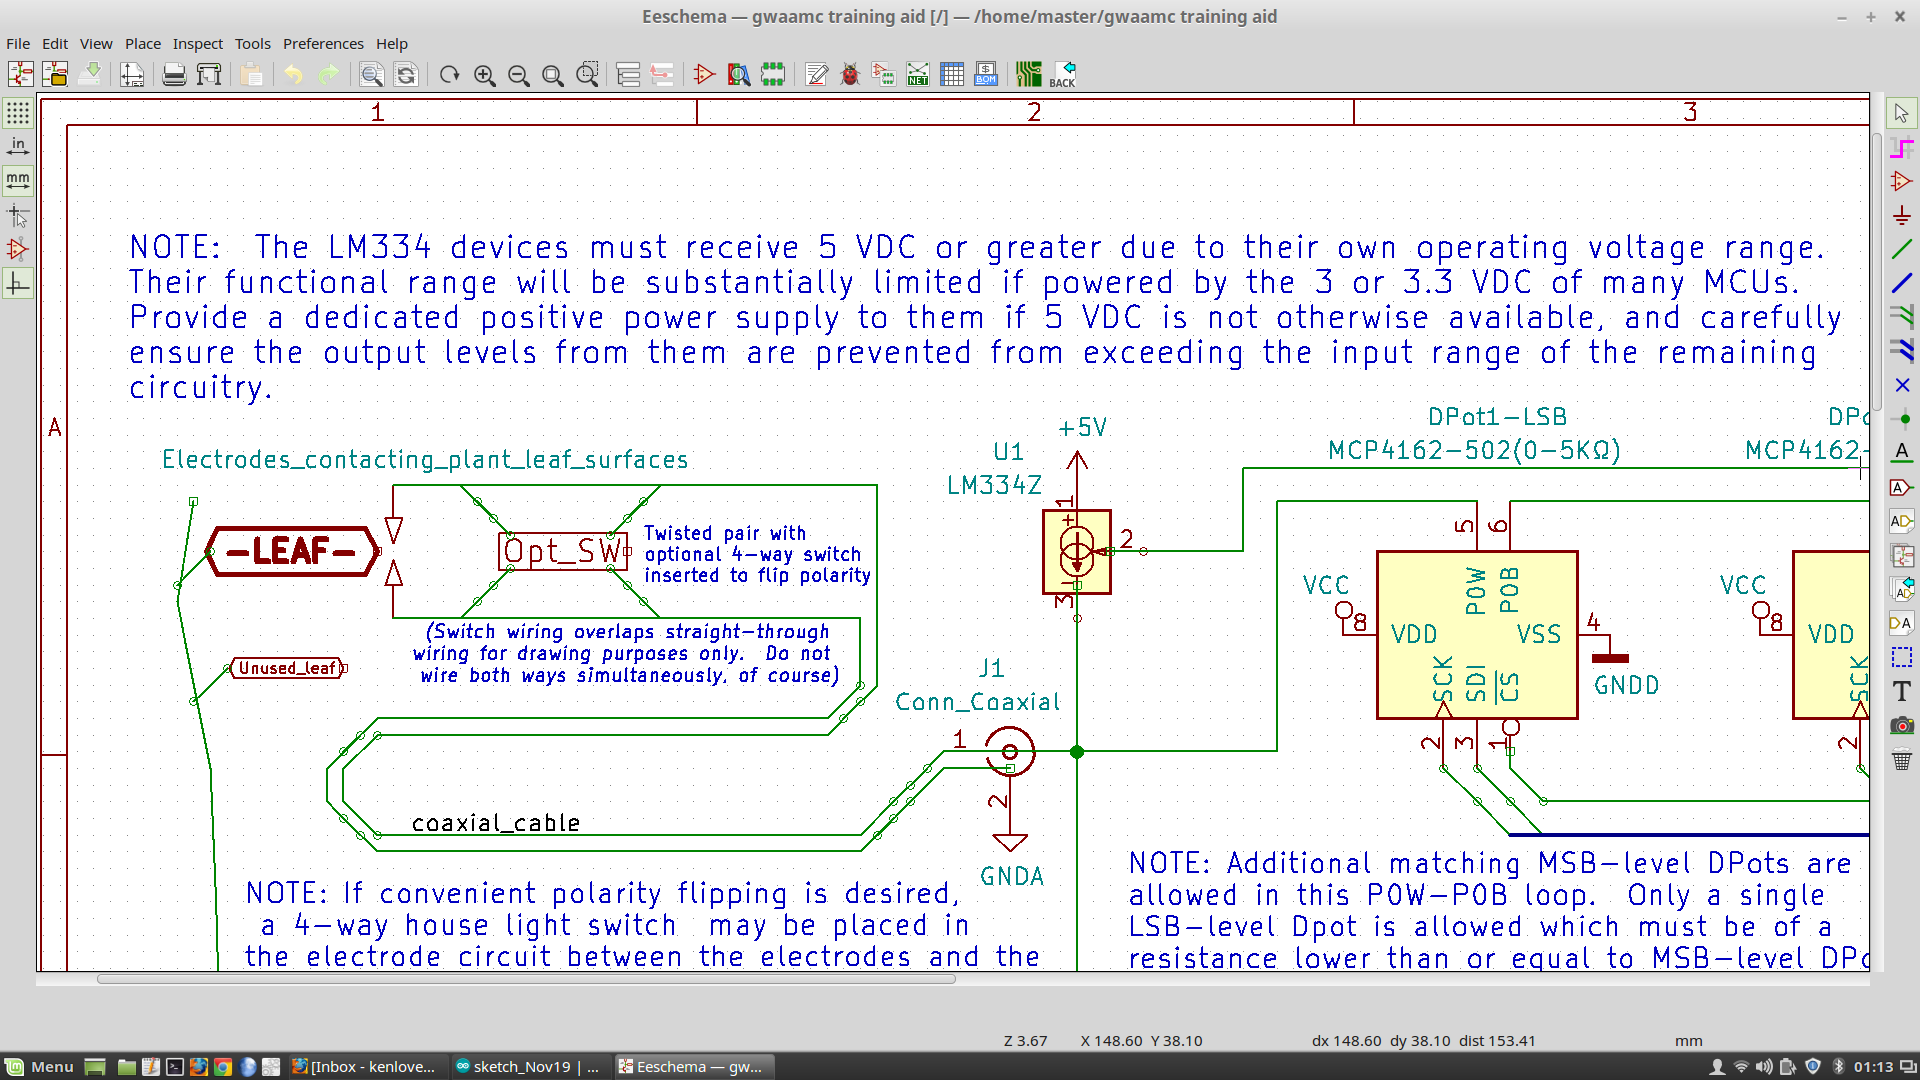 Eeschema — gwaamc training aid [/] — /home/master/gwaamc training aid
File Edit View Place Inspect Tools Preferences Help
NET
BOM
BACK
1 2 3
in
mm
NOTE: The LM334 devices must receive 5 VDC or greater due to their own operating voltage range.
Their functional range will be substantially limited if powered by the 3 or 3.3 VDC of many MCUs.
Provide a dedicated positive power supply to them if 5 VDC is not otherwise available, and carefully
ensure the output levels from them are prevented from exceeding the input range of the remaining
circuitry.
A
Electrodes_contacting_plant_leaf_surfaces
-LEAF-
Opt_SW
Twisted pair with
optional 4-way switch
inserted to flip polarity
(Switch wiring overlaps straight-through
wiring for drawing purposes only. Do not
wire both ways simultaneously, of course)
Unused_leaf
coaxial_cable
+5V
U1
LM334Z
1
+
2
3
J1
Conn_Coaxial
1
2
GNDA
DPot1-LSB
MCP4162-502(0-5KΩ)
5 6
P0W P0B
VCC
8
VDD VSS
4
GNDD
SCK SDI CS
2 3 1
DPo
MCP4162-
VCC
8
VDD
SCK
2
NOTE: If convenient polarity flipping is desired,
a 4-way house light switch may be placed in
the electrode circuit between the electrodes and the
NOTE: Additional matching MSB-level DPots are
allowed in this P0W-P0B loop. Only a single
LSB-level Dpot is allowed which must be of a
resistance lower than or equal to MSB-level DPo
Z 3.67 X 148.60 Y 38.10 dx 148.60 dy 38.10 dist 153.41 mm
Menu [Inbox - kenlove... sketch_Nov19 | ... Eeschema — gw... 01:13